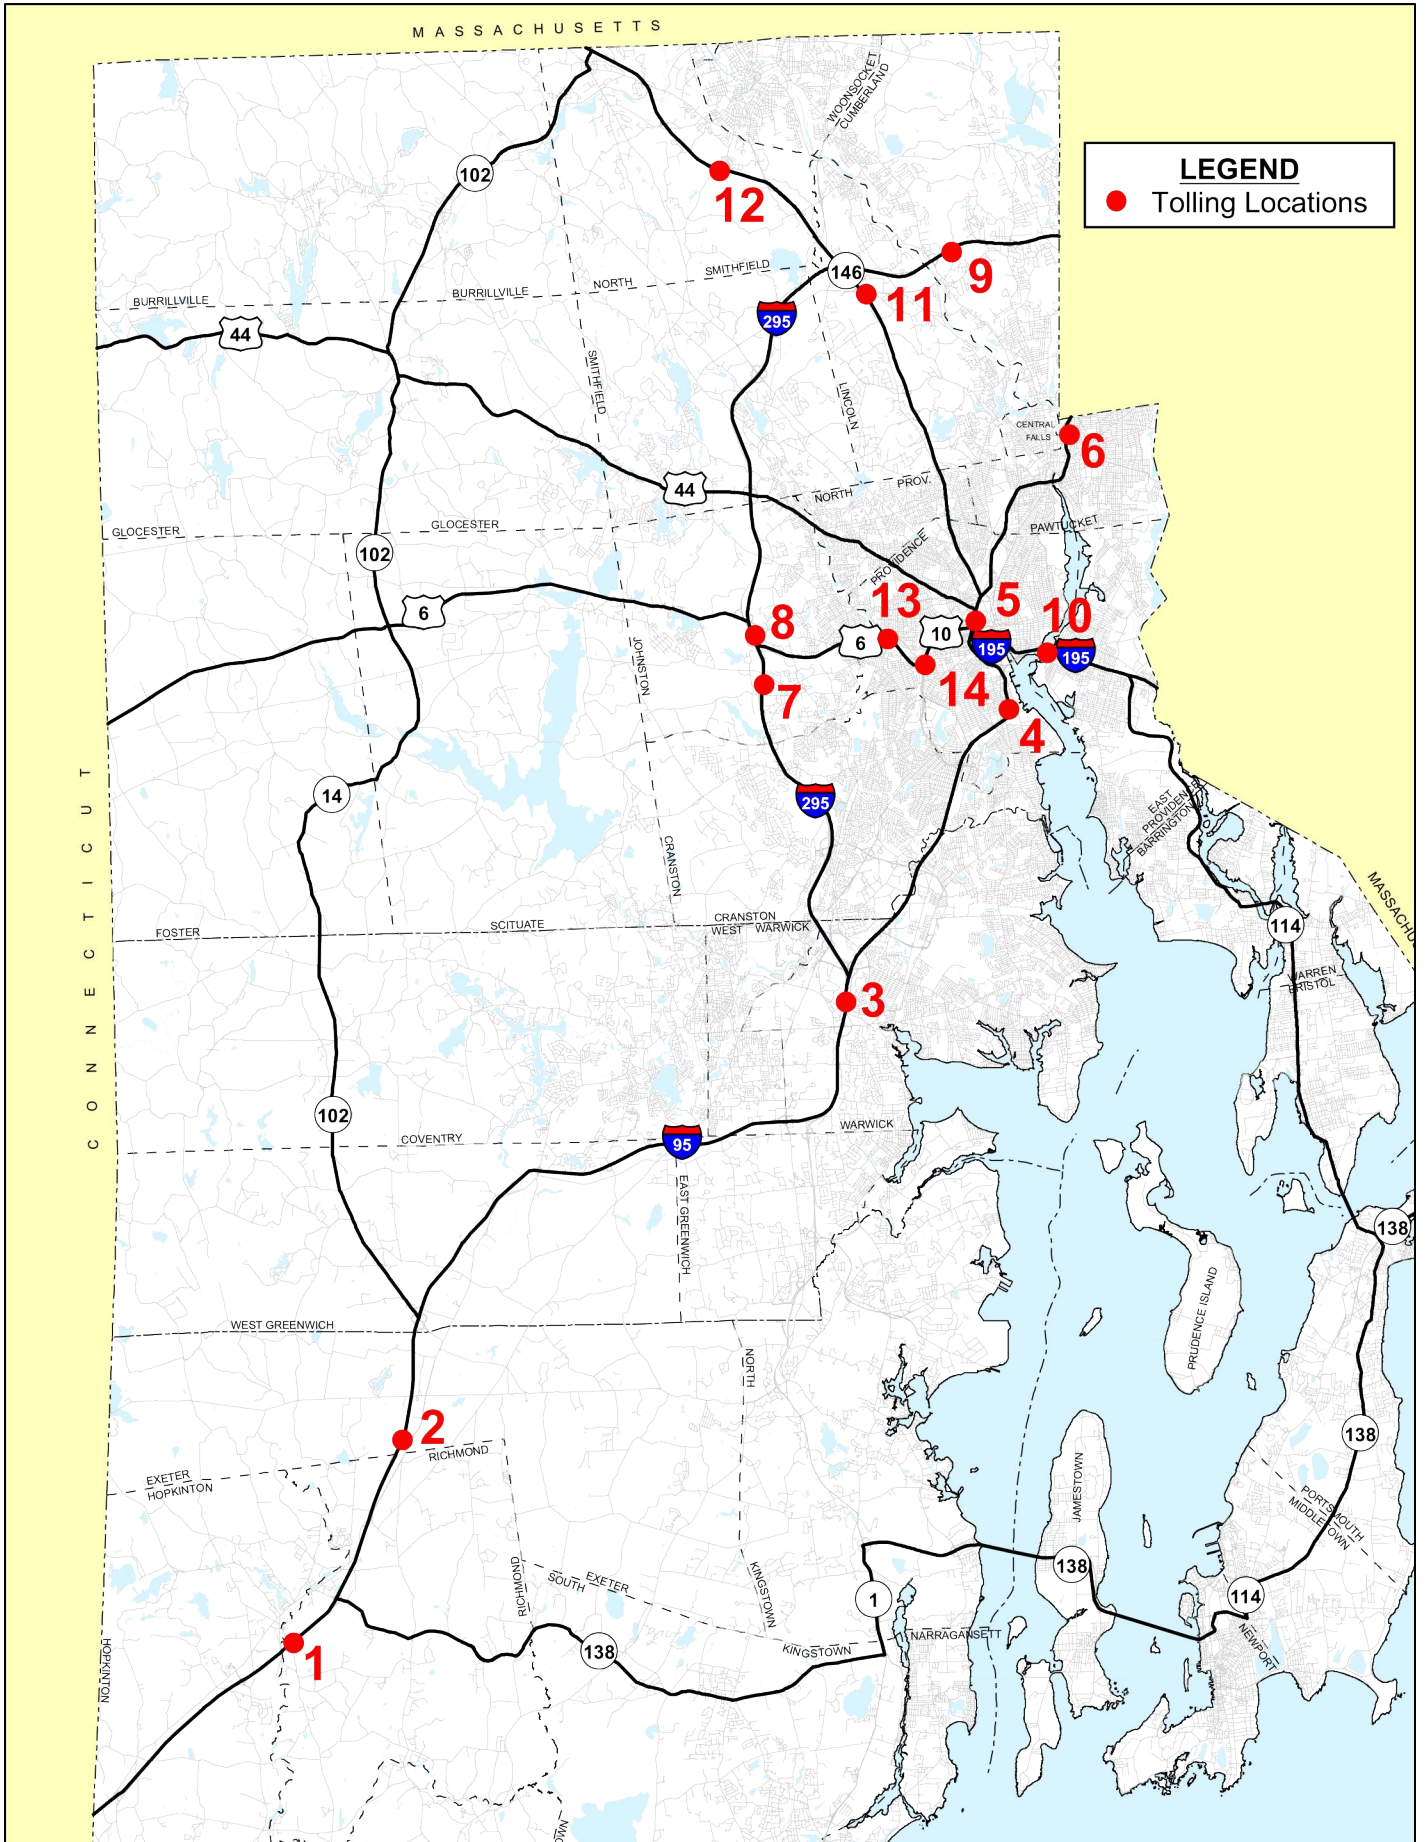 MASSACHUSETTS
WOONSOCKET
CUMBERLAND
LEGEND
Tolling Locations
102
12
146
9
11
SMITHFIELD
NORTH
BURRILLVILLE
BURRILLVILLE
295
44
SMITHFIELD
LINCOLN
CENTRAL
FALLS
6
44
NORTH PROV.
PAWTUCKET
GLOCESTER
GLOCESTER
102
PROVIDENCE
6
13
5
10
8
6
10
195
195
14
7
4
JOHNSTON
CONNECTICUT
14
295
EAST
PROVIDENCE
BARRINGTON
CRANSTON
MASSACHU
FOSTER
SCITUATE
CRANSTON
WEST WARWICK
114
WARREN
BRISTOL
3
102
COVENTRY
95
WARWICK
EAST GREENWICH
138
PRUDENCE ISLAND
WEST GREENWICH
NORTH
2
RICHMOND
EXETER
HOPKINTON
138
JAMESTOWN
PORTSMOUTH
MIDDLETOWN
RICHMOND
EXETER
SOUTH
KINGSTOWN
138
1
114
NARRAGANSETT
KINGSTOWN
NEWPORT
138
1
HOPKINTON